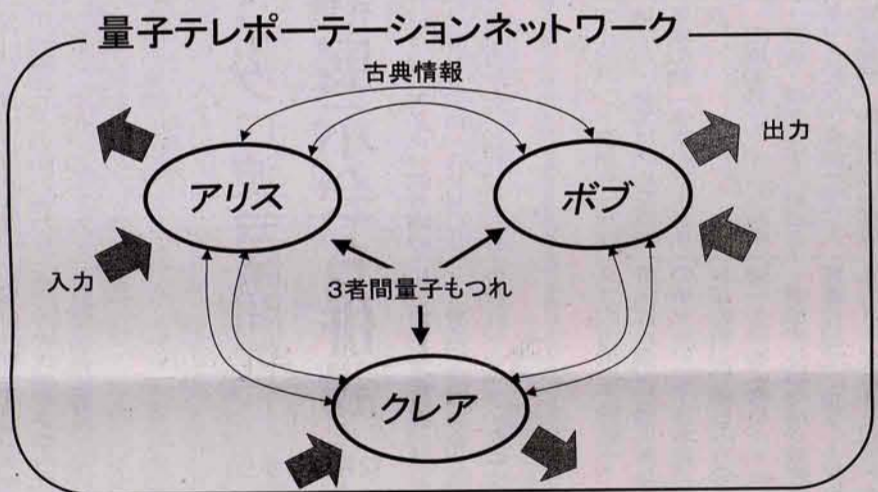 量子テレポーテーションネットワーク
古典情報
出力
アリス
ボブ
入力
3者間量子もつれ
クレア